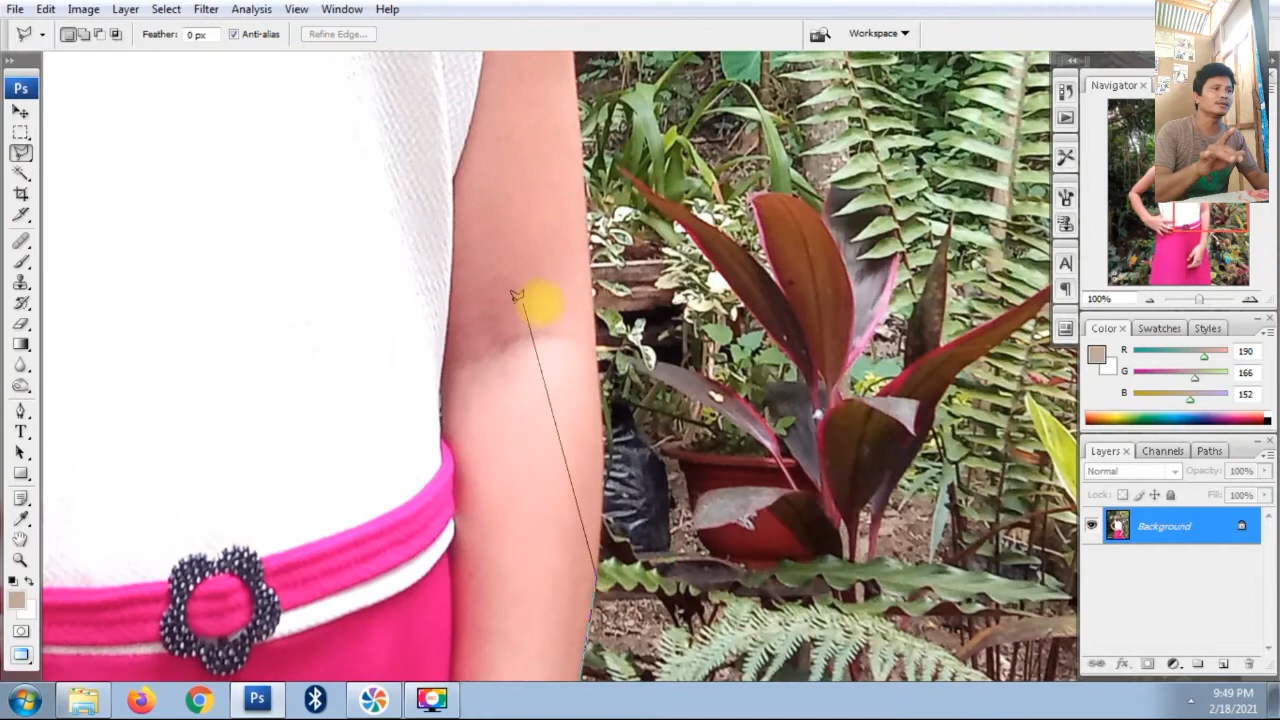 File Edit Image Layer Select Filter Analysis View Window Help
Feather: 0 px Anti-alias Refine Edge... Workspace
Ps
T
A
Navigator
100%
Color Swatches Styles
R 190
G 166
B 152
Layers Channels Paths
Normal Opacity: 100%
Lock: Fill: 100%
Background
fx
Ps
9:49 PM
2/18/2021